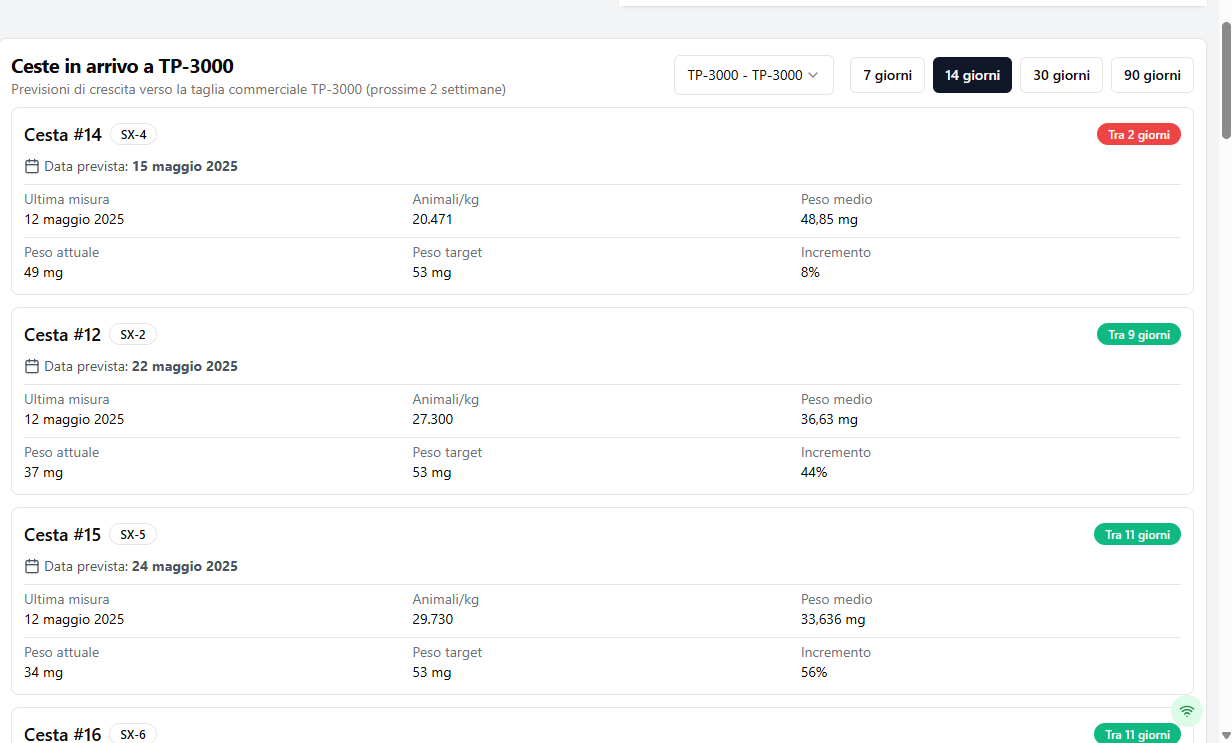 Ceste in arrivo a TP-3000
Previsioni di crescita verso la taglia commerciale TP-3000 (prossime 2 settimane)
TP-3000 - TP-3000
7 giorni
14 giorni
30 giorni
90 giorni
Cesta #14
SX-4
Tra 2 giorni
Data prevista: 15 maggio 2025
Ultima misura
Animali/kg
Peso medio
12 maggio 2025
20.471
48,85 mg
Peso attuale
Peso target
Incremento
49 mg
53 mg
8%
Cesta #12
SX-2
Tra 9 giorni
Data prevista: 22 maggio 2025
Ultima misura
Animali/kg
Peso medio
12 maggio 2025
27.300
36,63 mg
Peso attuale
Peso target
Incremento
37 mg
53 mg
44%
Cesta #15
SX-5
Tra 11 giorni
Data prevista: 24 maggio 2025
Ultima misura
Animali/kg
Peso medio
12 maggio 2025
29.730
33,636 mg
Peso attuale
Peso target
Incremento
34 mg
53 mg
56%
Cesta #16
SX-6
Tra 11 giorni